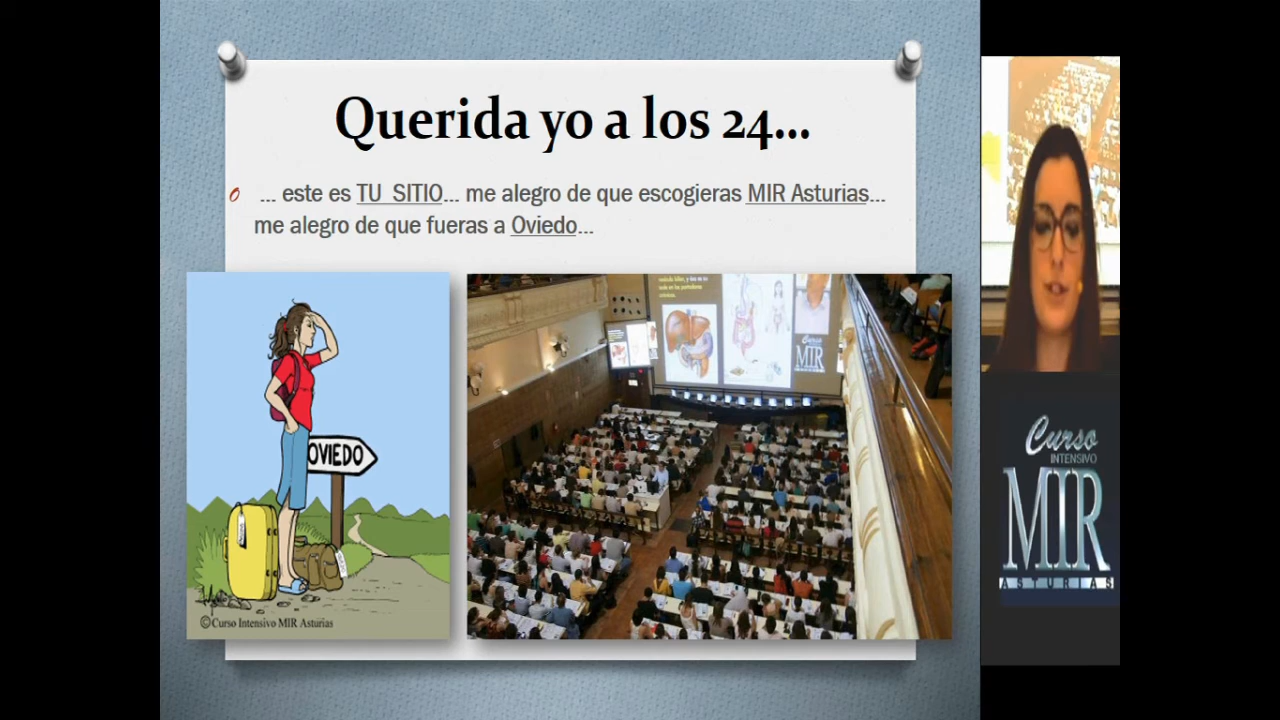 Querida yo a los 24...
... este es TU SITIO... me alegro de que escogieras MIR Asturias...
me alegro de que fueras a Oviedo...
OVIEDO
©Curso Intensivo MIR Asturias
Curso
MIR
Curso
INTENSIVO
MIR
ASTURIAS